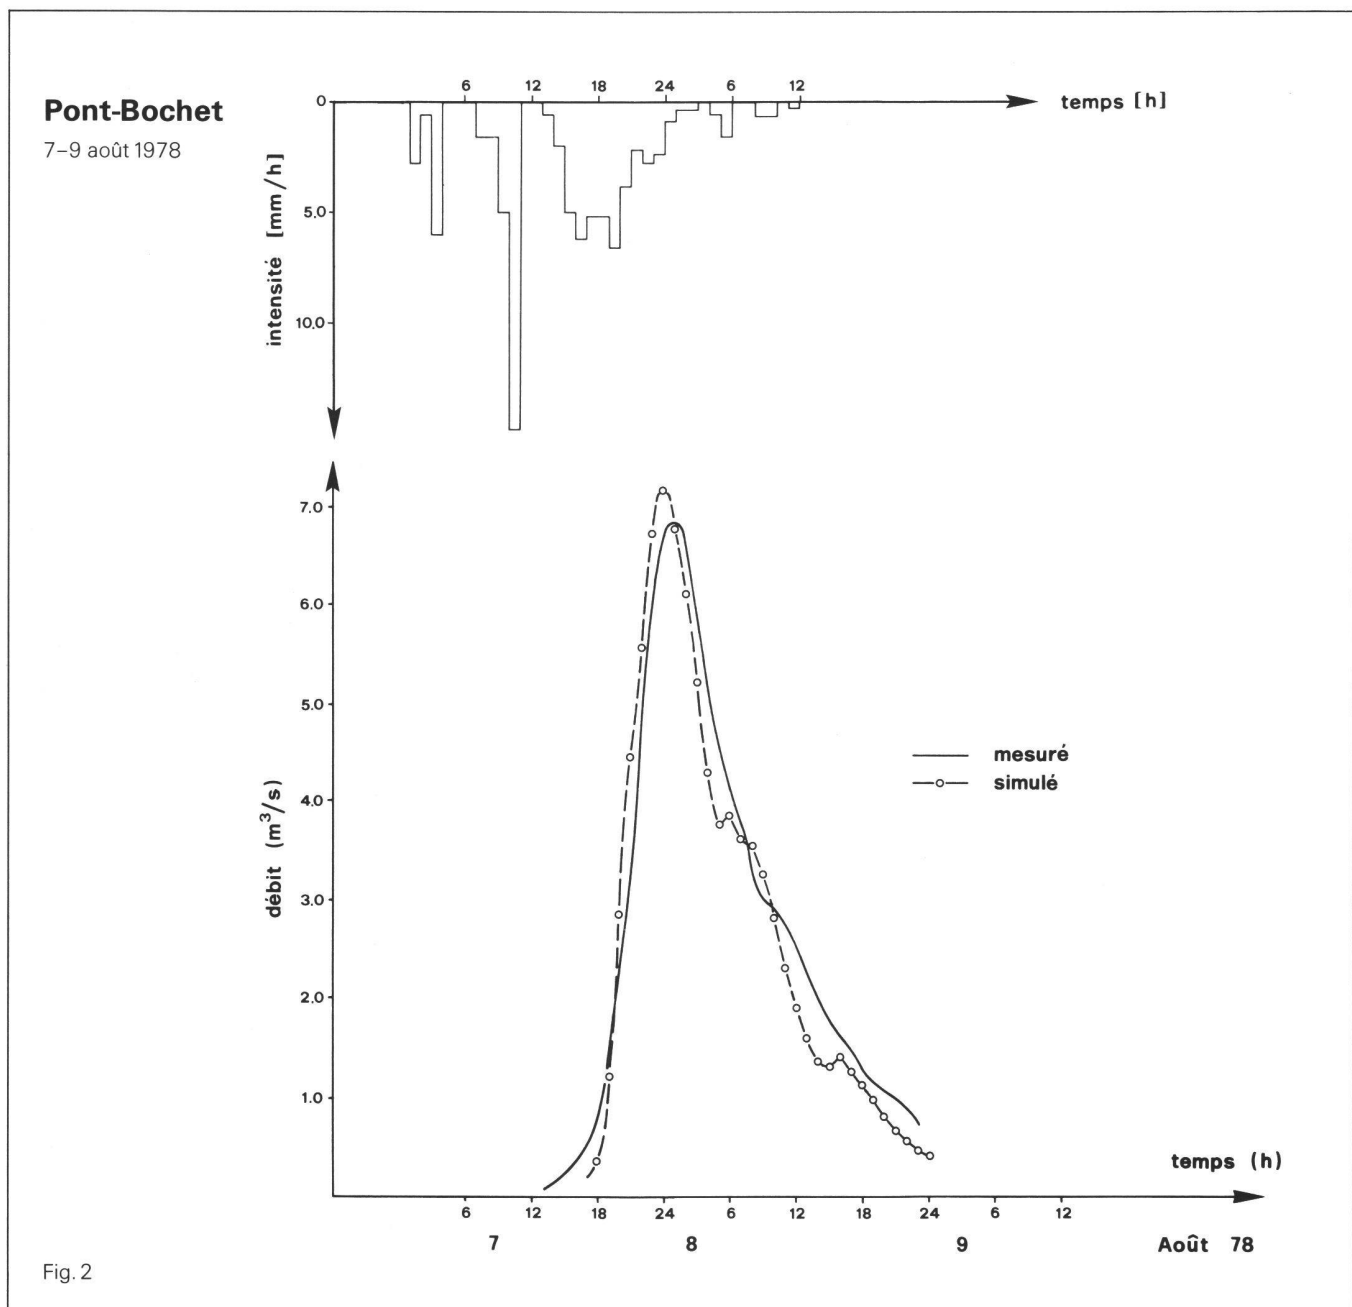 Pont-Bochet
7–9 août 1978
6 12 18 24 6 12
temps [h]
0
5.0
10.0
intensité [mm/h]
7.0
6.0
5.0
4.0
3.0
2.0
1.0
débit (m³/s)
mesuré
simulé
temps (h)
6 12 18 24 6 12 18 24 6 12
7 8 9 Août 78
Fig. 2